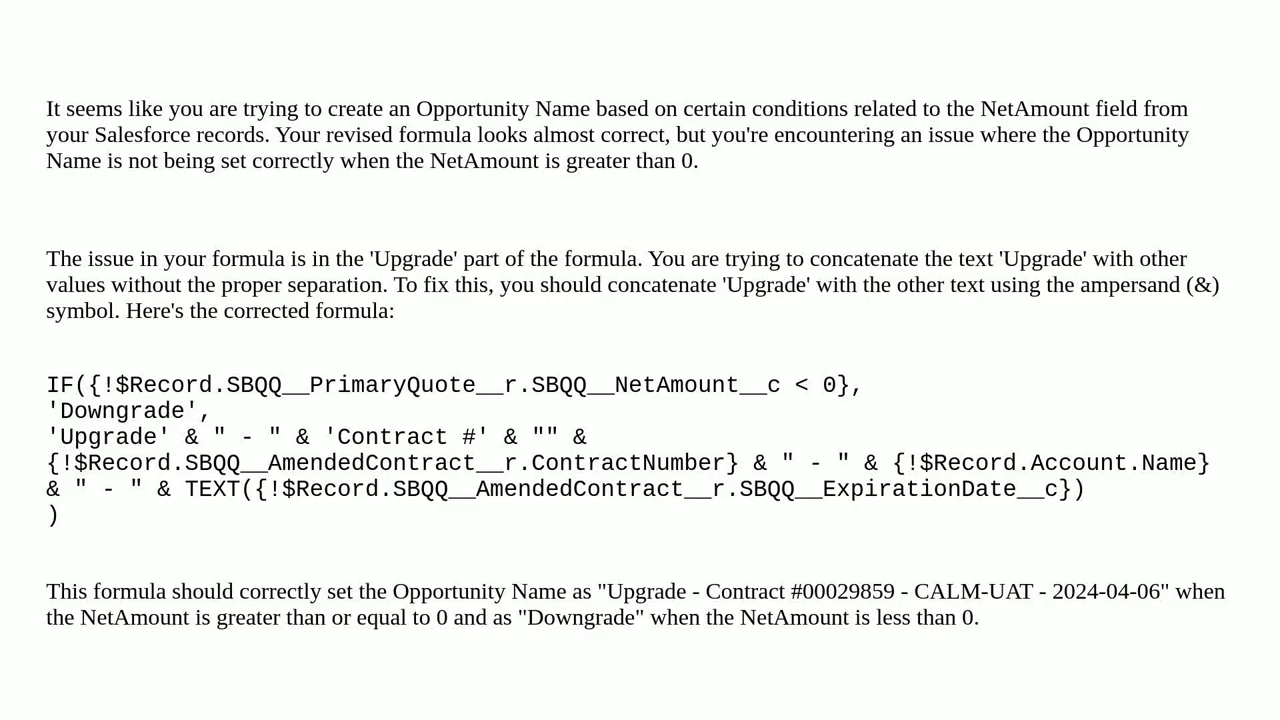 It seems like you are trying to create an Opportunity Name based on certain conditions related to the NetAmount field from
your Salesforce records. Your revised formula looks almost correct, but you're encountering an issue where the Opportunity
Name is not being set correctly when the NetAmount is greater than 0.
The issue in your formula is in the 'Upgrade' part of the formula. You are trying to concatenate the text 'Upgrade' with other
values without the proper separation. To fix this, you should concatenate 'Upgrade' with the other text using the ampersand (&)
symbol. Here's the corrected formula:
IF({!$Record.SBQQ__PrimaryQuote__r.SBQQ__NetAmount__c < 0},
'Downgrade',
'Upgrade' & " - " & 'Contract #' & "" &
{!$Record.SBQQ__AmendedContract__r.ContractNumber} & " - " & {!$Record.Account.Name}
& " - " & TEXT({!$Record.SBQQ__AmendedContract__r.SBQQ__ExpirationDate__c})
)
This formula should correctly set the Opportunity Name as "Upgrade - Contract #00029859 - CALM-UAT - 2024-04-06" when
the NetAmount is greater than or equal to 0 and as "Downgrade" when the NetAmount is less than 0.